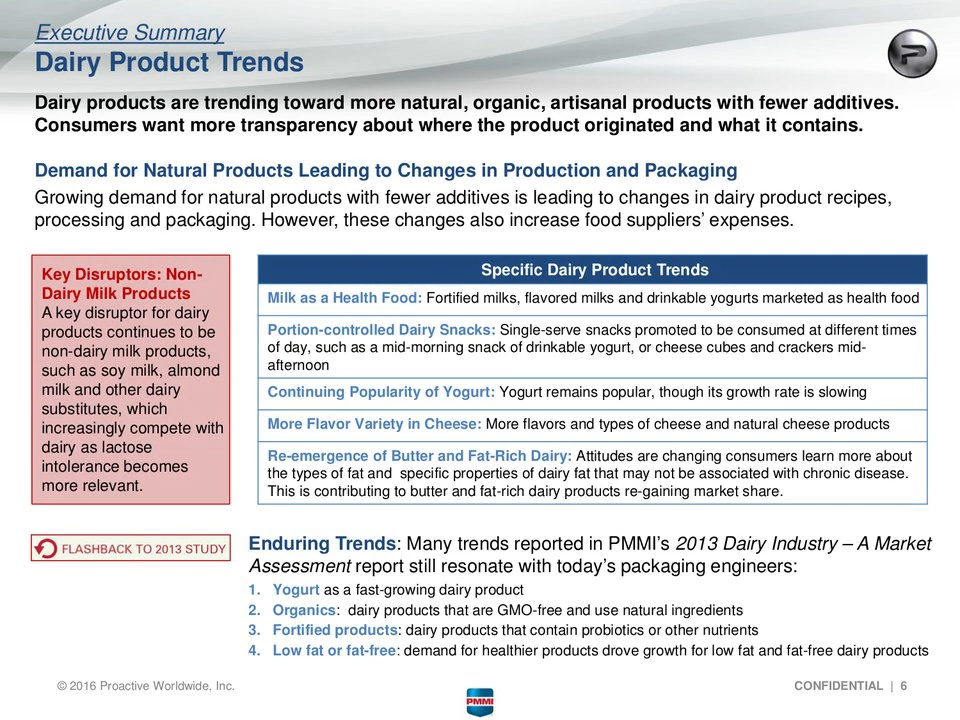 Executive Summary
Dairy Product Trends
Dairy products are trending toward more natural, organic, artisanal products with fewer additives.
Consumers want more transparency about where the product originated and what it contains.
Demand for Natural Products Leading to Changes in Production and Packaging
Growing demand for natural products with fewer additives is leading to changes in dairy product recipes,
processing and packaging. However, these changes also increase food suppliers’ expenses.
Key Disruptors: Non-
Dairy Milk Products
A key disruptor for dairy
products continues to be
non-dairy milk products,
such as soy milk, almond
milk and other dairy
substitutes, which
increasingly compete with
dairy as lactose
intolerance becomes
more relevant.
Specific Dairy Product Trends
Milk as a Health Food: Fortified milks, flavored milks and drinkable yogurts marketed as health food
Portion-controlled Dairy Snacks: Single-serve snacks promoted to be consumed at different times
of day, such as a mid-morning snack of drinkable yogurt, or cheese cubes and crackers mid-
afternoon
Continuing Popularity of Yogurt: Yogurt remains popular, though its growth rate is slowing
More Flavor Variety in Cheese: More flavors and types of cheese and natural cheese products
Re-emergence of Butter and Fat-Rich Dairy: Attitudes are changing consumers learn more about
the types of fat and specific properties of dairy fat that may not be associated with chronic disease.
This is contributing to butter and fat-rich dairy products re-gaining market share.
FLASHBACK TO 2013 STUDY
Enduring Trends: Many trends reported in PMMI’s 2013 Dairy Industry – A Market
Assessment report still resonate with today’s packaging engineers:
1. Yogurt as a fast-growing dairy product
2. Organics: dairy products that are GMO-free and use natural ingredients
3. Fortified products: dairy products that contain probiotics or other nutrients
4. Low fat or fat-free: demand for healthier products drove growth for low fat and fat-free dairy products
© 2016 Proactive Worldwide, Inc.
PMMI
CONFIDENTIAL | 6